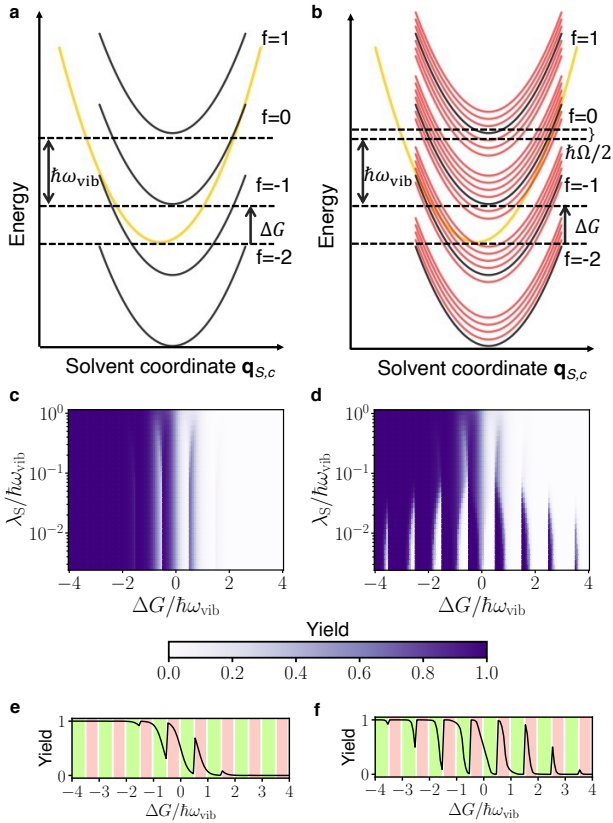 a
b
f=1
f=0
f=-1
f=-2
ħω_vib
ΔG
Energy
Solvent coordinate q_{S,c}
f=1
f=0
ħΩ/2
f=-1
f=-2
ħω_vib
ΔG
Energy
Solvent coordinate q_{S,c}
c
d
λ_S/ħω_vib
10^0
10^{-1}
10^{-2}
−4 −2 0 2 4
ΔG/ħω_vib
λ_S/ħω_vib
10^0
10^{-1}
10^{-2}
−4 −2 0 2 4
ΔG/ħω_vib
Yield
0.0 0.2 0.4 0.6 0.8 1.0
e
f
Yield
1
0
−4 −3 −2 −1 0 1 2 3 4
ΔG/ħω_vib
Yield
1
0
−4 −3 −2 −1 0 1 2 3 4
ΔG/ħω_vib